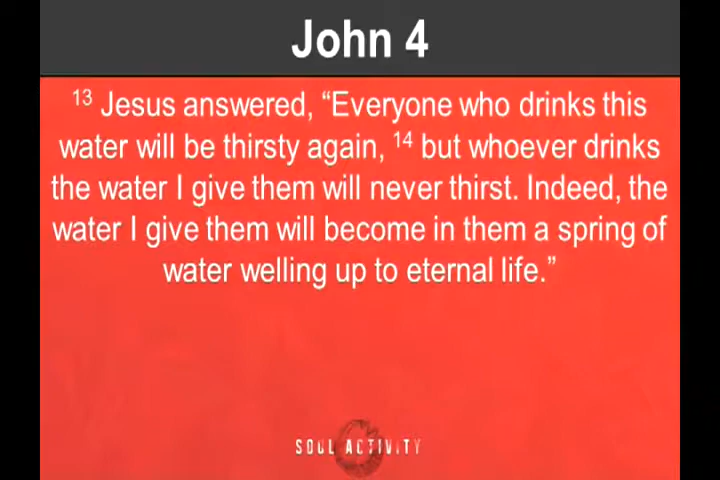 John 4
13 Jesus answered, “Everyone who drinks this
water will be thirsty again, 14 but whoever drinks
the water I give them will never thirst. Indeed, the
water I give them will become in them a spring of
water welling up to eternal life.”
SOUL ACTIVITY